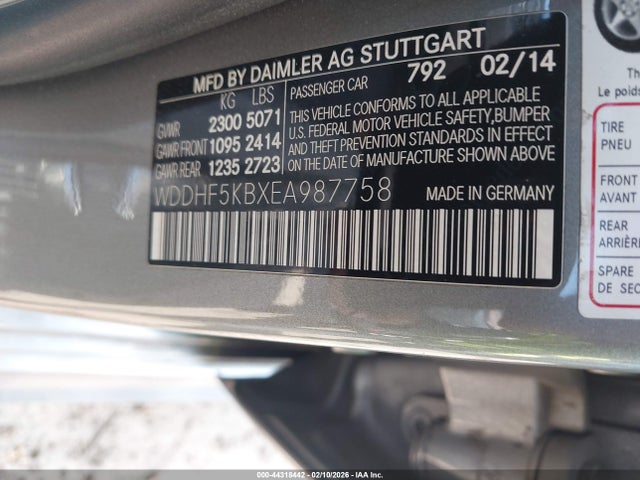 MFD BY DAIMLER AG STUTTGART
KG LBS
PASSENGER CAR 792 02/14
GVWR 2300 5071
GAWR FRONT 1095 2414
GAWR REAR 1235 2723
THIS VEHICLE CONFORMS TO ALL APPLICABLE
U.S. FEDERAL MOTOR VEHICLE SAFETY,BUMPER
AND THEFT PREVENTION STANDARDS IN EFFECT
ON THE DATE OF MANUFACTURE SHOWN ABOVE.
WDDHF5KBXEA987758 MADE IN GERMANY
Th
Le poids
TIRE
PNEU
FRONT
AVANT
REAR
ARRIÈRE
SPARE
DE SEC
000-44318442 - 02/10/2026 - IAA Inc.